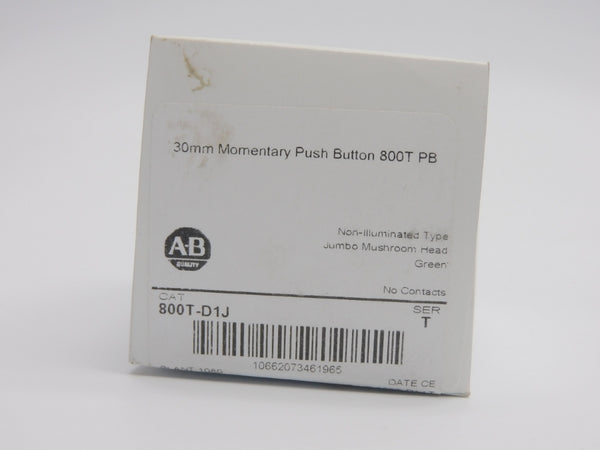 30mm Momentary Push Button 800T PB
Non-Illuminated Type
Jumbo Mushroom Head
Green
A-B
QUALITY
No Contacts
CAT
SER
800T-D1J
T
10662073461965
DATE CE